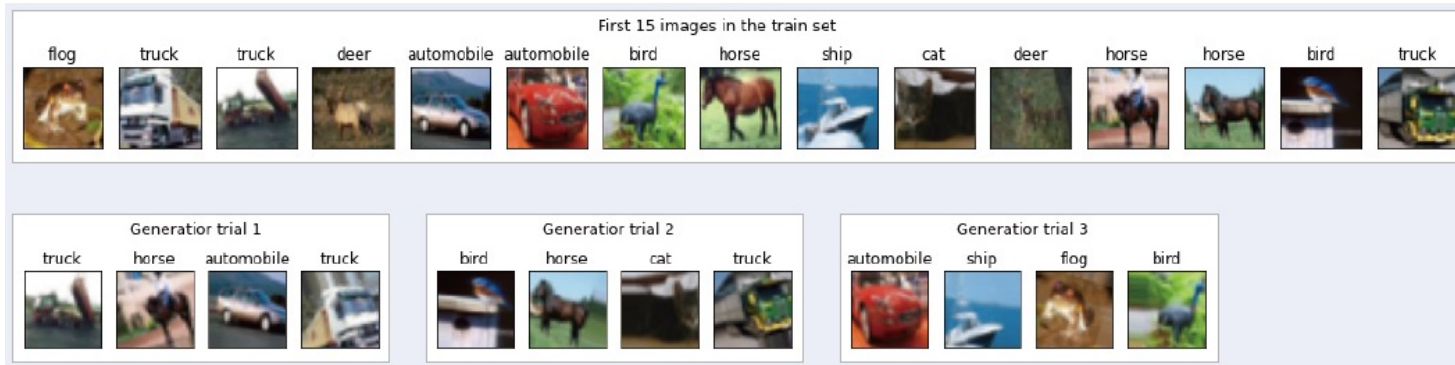 First 15 images in the train set
flog truck truck deer automobile automobile bird horse ship cat deer horse horse bird truck
Generatior trial 1
truck horse automobile truck
Generatior trial 2
bird horse cat truck
Generatior trial 3
automobile ship flog bird